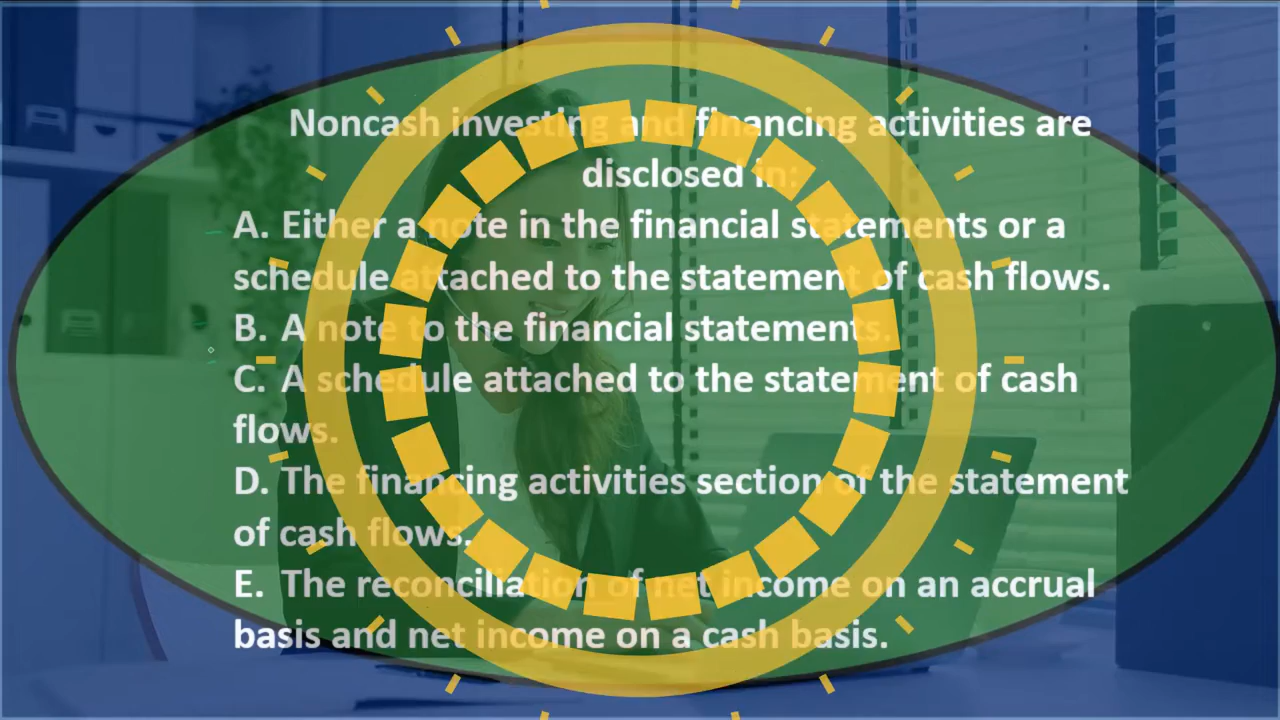 Noncash investing and financing activities are
disclosed in:
A. Either a note in the financial statements or a
schedule attached to the statement of cash flows.
B. A note to the financial statements.
C. A schedule attached to the statement of cash
flows.
D. The financing activities section of the statement
of cash flows.
E. The reconciliation of net income on an accrual
basis and net income on a cash basis.